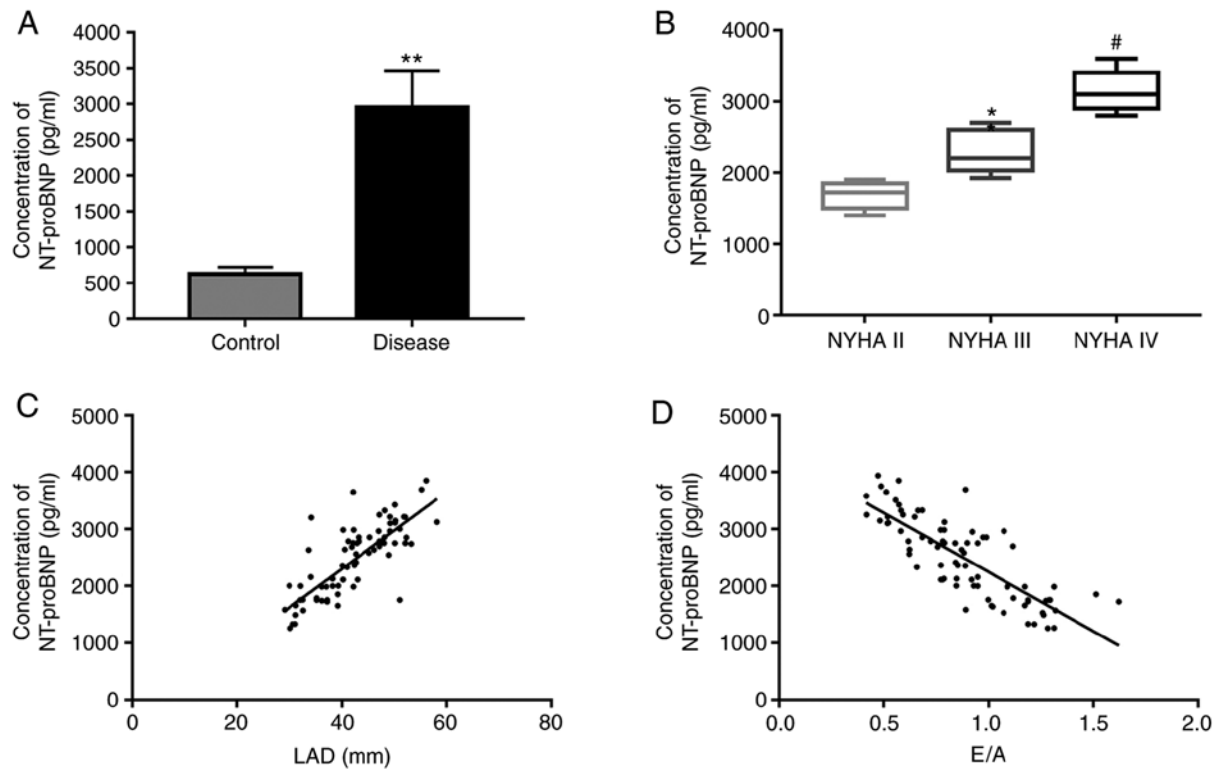 A
Concentration of
NT-proBNP (pg/ml)
4000
3500
3000
2500
2000
1500
1000
500
0
**
Control
Disease
B
Concentration of
NT-proBNP (pg/ml)
4000
3000
2000
1000
0
*
#
NYHA II
NYHA III
NYHA IV
C
Concentration of
NT-proBNP (pg/ml)
5000
4000
3000
2000
1000
0
0
20
40
60
80
LAD (mm)
D
Concentration of
NT-proBNP (pg/ml)
5000
4000
3000
2000
1000
0
0.0
0.5
1.0
1.5
2.0
E/A